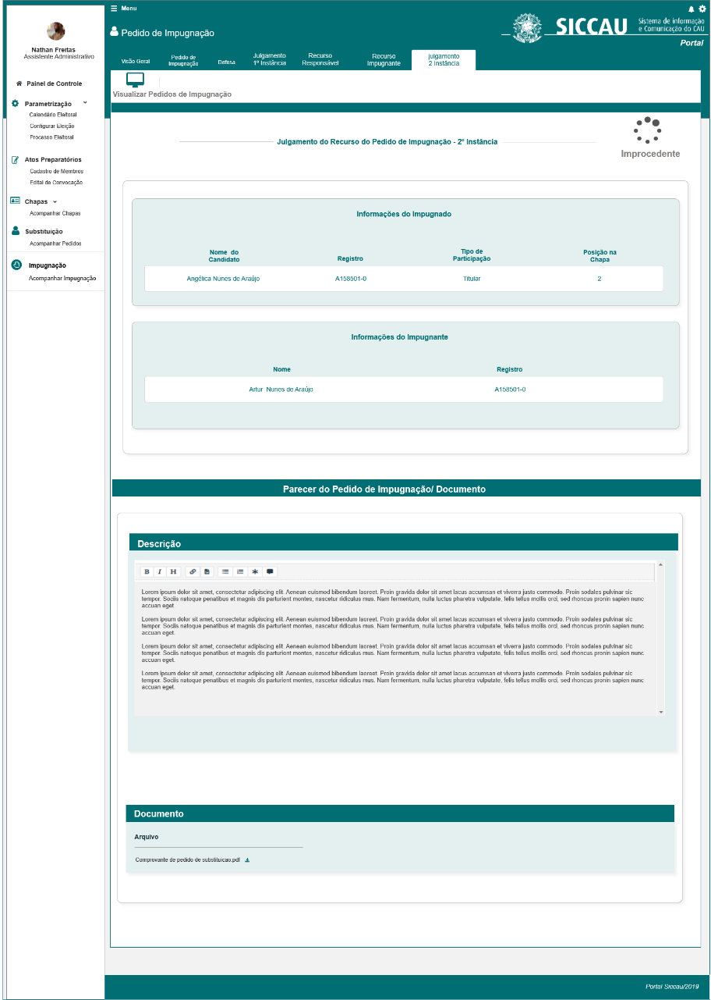 Menu
Pedido de Impugnação
SICCAU
Sistema de informação
e Comunicação do CAU
Portal
Nathan Freitas
Assistente Administrativo
Painel de Controle
Parametrização
Calendário Eleitoral
Configurar Eleição
Processo Eleitoral
Atos Preparatórios
Cadastro de Membros
Edital de Convocação
Chapas
Acompanhar Chapas
Substituição
Acompanhar Pedidos
Impugnação
Acompanhar Impugnação
Visão Geral
Pedido de
Impugnação
Defesa
Julgamento
1ª Instância
Recurso
Responsável
Recurso
Impugnante
julgamento
2 Instância
Visualizar Pedidos de Impugnação
Julgamento do Recurso do Pedido de Impugnação - 2ª Instância
Improcedente
Informações do Impugnado
Nome do
Candidato
Registro
Tipo de
Participação
Posição na
Chapa
Angélica Nunes de Araújo
A158501-0
Titular
2
Informações do Impugnante
Nome
Registro
Artur Nunes de Araújo
A158501-0
Parecer do Pedido de Impugnação/ Documento
Descrição
B I H
Lorem ipsum dolor sit amet, consectetur adipiscing elit. Aenean euismod bibendum laoreet. Proin gravida dolor sit amet lacus accumsan et viverra justo commodo. Proin sodales pulvinar sic
tempor. Sociis natoque penatibus et magnis dis parturient montes, nascetur ridiculus mus. Nam fermentum, nulla luctus pharetra vulputate, felis tellus mollis orci, sed rhoncus pronin sapien nunc
accuan eget.
Lorem ipsum dolor sit amet, consectetur adipiscing elit. Aenean euismod bibendum laoreet. Proin gravida dolor sit amet lacus accumsan et viverra justo commodo. Proin sodales pulvinar sic
tempor. Sociis natoque penatibus et magnis dis parturient montes, nascetur ridiculus mus. Nam fermentum, nulla luctus pharetra vulputate, felis tellus mollis orci, sed rhoncus pronin sapien nunc
accuan eget.
Lorem ipsum dolor sit amet, consectetur adipiscing elit. Aenean euismod bibendum laoreet. Proin gravida dolor sit amet lacus accumsan et viverra justo commodo. Proin sodales pulvinar sic
tempor. Sociis natoque penatibus et magnis dis parturient montes, nascetur ridiculus mus. Nam fermentum, nulla luctus pharetra vulputate, felis tellus mollis orci, sed rhoncus pronin sapien nunc
accuan eget.
Lorem ipsum dolor sit amet, consectetur adipiscing elit. Aenean euismod bibendum laoreet. Proin gravida dolor sit amet lacus accumsan et viverra justo commodo. Proin sodales pulvinar sic
tempor. Sociis natoque penatibus et magnis dis parturient montes, nascetur ridiculus mus. Nam fermentum, nulla luctus pharetra vulputate, felis tellus mollis orci, sed rhoncus pronin sapien nunc
accuan eget.
Documento
Arquivo
Comprovante de pedido de substituicao.pdf
Portal Siccau/2019